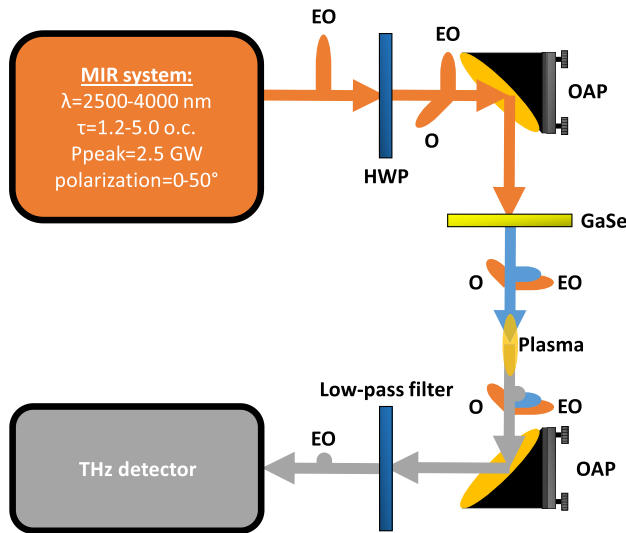 MIR system:
λ=2500-4000 nm
τ=1.2-5.0 o.c.
Ppeak=2.5 GW
polarization=0-50°
EO
HWP
EO
O
OAP
GaSe
O
EO
Plasma
O
EO
OAP
Low-pass filter
EO
THz detector